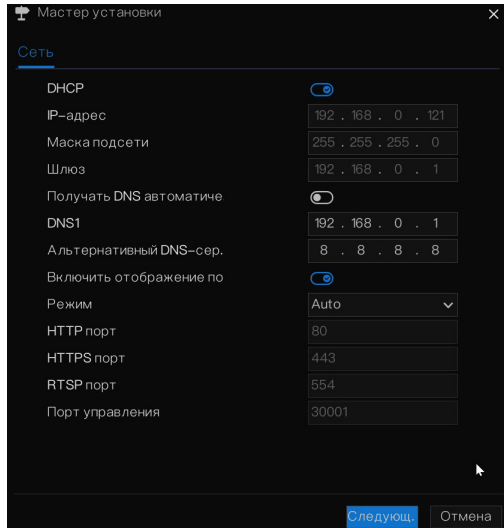 Мастер установки
Сеть
DHCP
IP-адрес 192 . 168 . 0 . 121
Маска подсети 255 . 255 . 255 . 0
Шлюз 192 . 168 . 0 . 1
Получать DNS автоматиче
DNS1 192 . 168 . 0 . 1
Альтернативный DNS-сер. 8 . 8 . 8 . 8
Включить отображение по
Режим Auto
HTTP порт 80
HTTPS порт 443
RTSP порт 554
Порт управления 30001
Следующ. Отмена